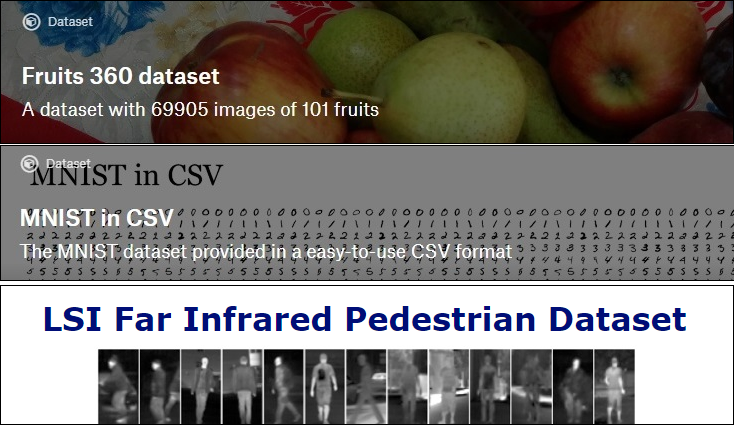 Dataset
Fruits 360 dataset
A dataset with 69905 images of 101 fruits
Dataset
MNIST in CSV
MNIST in CSV
The MNIST dataset provided in a easy-to-use CSV format
LSI Far Infrared Pedestrian Dataset